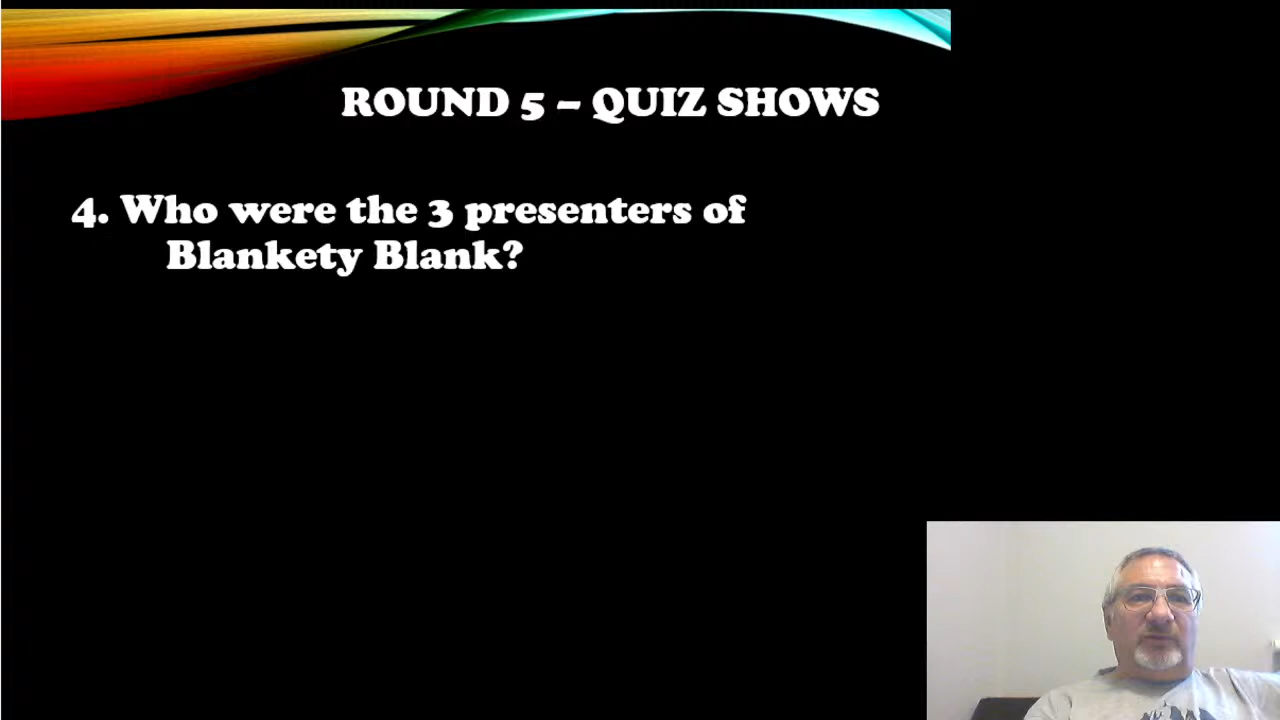 ROUND 5 – QUIZ SHOWS
4. Who were the 3 presenters of
Blankety Blank?